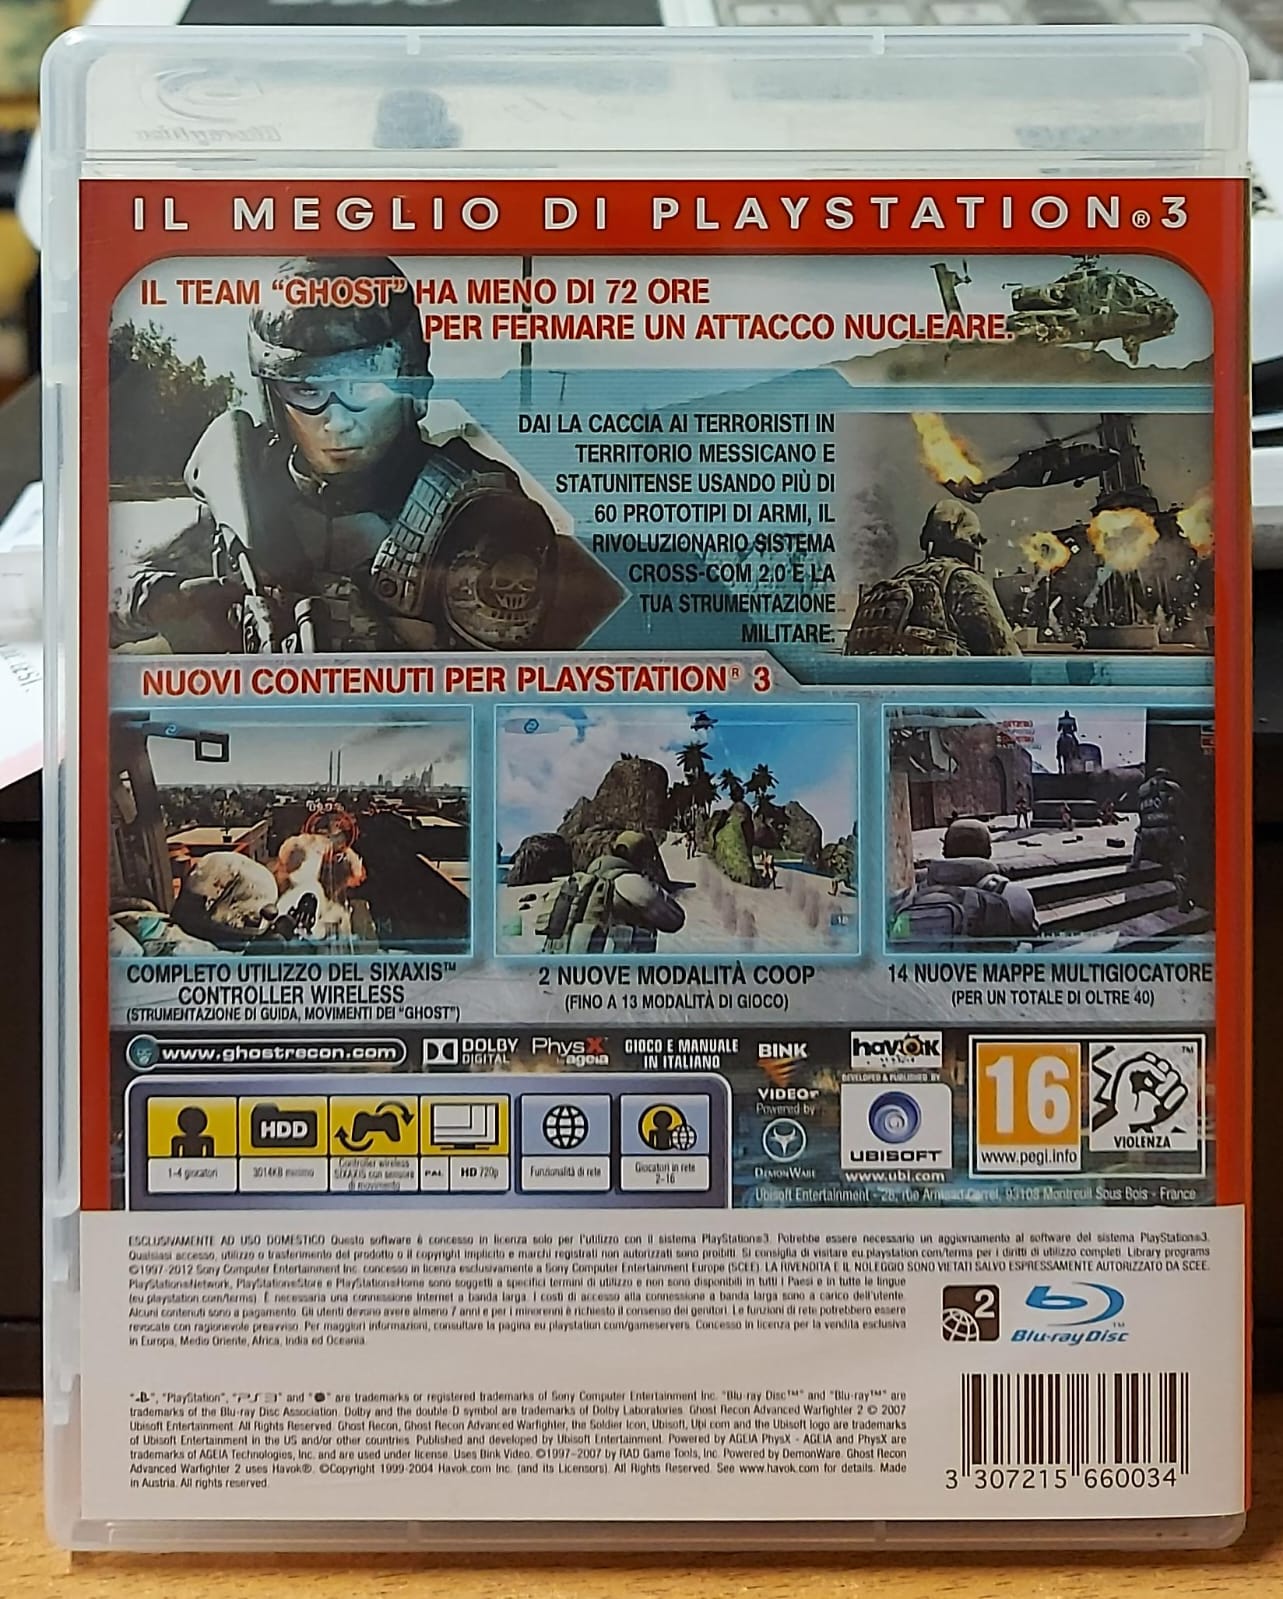 IL MEGLIO DI PLAYSTATION®3
IL TEAM “GHOST” HA MENO DI 72 ORE
PER FERMARE UN ATTACCO NUCLEARE.
DAI LA CACCIA AI TERRORISTI IN
TERRITORIO MESSICANO E
STATUNITENSE USANDO PIÙ DI
60 PROTOTIPI DI ARMI, IL
RIVOLUZIONARIO SISTEMA
CROSS-COM 2.0 E LA
TUA STRUMENTAZIONE
MILITARE.
NUOVI CONTENUTI PER PLAYSTATION® 3
COMPLETO UTILIZZO DEL SIXAXIS™
CONTROLLER WIRELESS
(STRUMENTAZIONE DI GUIDA, MOVIMENTI DEI “GHOST”)
2 NUOVE MODALITÀ COOP
(FINO A 13 MODALITÀ DI GIOCO)
14 NUOVE MAPPE MULTIGIOCATORE
(PER UN TOTALE DI OLTRE 40)
www.ghostrecon.com
DOLBY
DIGITAL
PhysX
by ageia
GIOCO E MANUALE
IN ITALIANO
BINK
VIDEO
Powered by
DEMONWARE
havok
DEVELOPED & PUBLISHED BY
UBISOFT
www.ubi.com
16
www.pegi.info
VIOLENZA
HDD
1-4 giocatori
3014KB minimo
Controller wireless
SIXAXIS con sensore
di movimento
PAL
HD 720p
Funzionalità di rete
Giocatori in rete
2-16
Ubisoft Entertainment - 28, rue Armand Carrel, 93108 Montreuil Sous Bois - France
ESCLUSIVAMENTE AD USO DOMESTICO Questo software è concesso in licenza solo per l'utilizzo con il sistema PlayStation®3. Potrebbe essere necessario un aggiornamento al software del sistema PlayStation®3.
Qualsiasi accesso, utilizzo o trasferimento del prodotto o il copyright implicito e marchi registrati non autorizzati sono proibiti. Si consiglia di visitare eu.playstation.com/terms per i diritti di utilizzo completi. Library programs
©1997-2012 Sony Computer Entertainment Inc. concesso in licenza esclusivamente a Sony Computer Entertainment Europe (SCEE). LA RIVENDITA E IL NOLEGGIO SONO VIETATI SALVO ESPRESSAMENTE AUTORIZZATO DA SCEE.
PlayStation®Network, PlayStation®Store e PlayStation®Home sono soggetti a specifici termini di utilizzo e non sono disponibili in tutti i Paesi e in tutte le lingue
(eu.playstation.com/terms). È necessaria una connessione Internet a banda larga. I costi di accesso alla connessione a banda larga sono a carico dell'utente.
Alcuni contenuti sono a pagamento. Gli utenti devono avere almeno 7 anni e per i minorenni è richiesto il consenso dei genitori. Le funzioni di rete potrebbero essere
revocate con ragionevole preavviso. Per maggiori informazioni, consultare la pagina eu.playstation.com/gameservers. Concesso in licenza per la vendita esclusiva
in Europa, Medio Oriente, Africa, India ed Oceania.
2
Blu-ray Disc™
"PlayStation", "PS3" and are trademarks or registered trademarks of Sony Computer Entertainment Inc. "Blu-ray Disc™" and "Blu-ray™" are
trademarks of the Blu-ray Disc Association. Dolby and the double-D symbol are trademarks of Dolby Laboratories. Ghost Recon Advanced Warfighter 2 © 2007
Ubisoft Entertainment. All Rights Reserved. Ghost Recon, Ghost Recon Advanced Warfighter, the Soldier Icon, Ubisoft, Ubi.com and the Ubisoft logo are trademarks
of Ubisoft Entertainment in the US and/or other countries. Published and developed by Ubisoft Entertainment. Powered by AGEIA PhysX - AGEIA and PhysX are
trademarks of AGEIA Technologies, Inc. and are used under license. Uses Bink Video. ©1997-2007 by RAD Game Tools, Inc. Powered by DemonWare. Ghost Recon
Advanced Warfighter 2 uses Havok®. ©Copyright 1999-2004 Havok.com Inc. (and its Licensors). All Rights Reserved. See www.havok.com for details. Made
in Austria. All rights reserved.
3 307215 660034